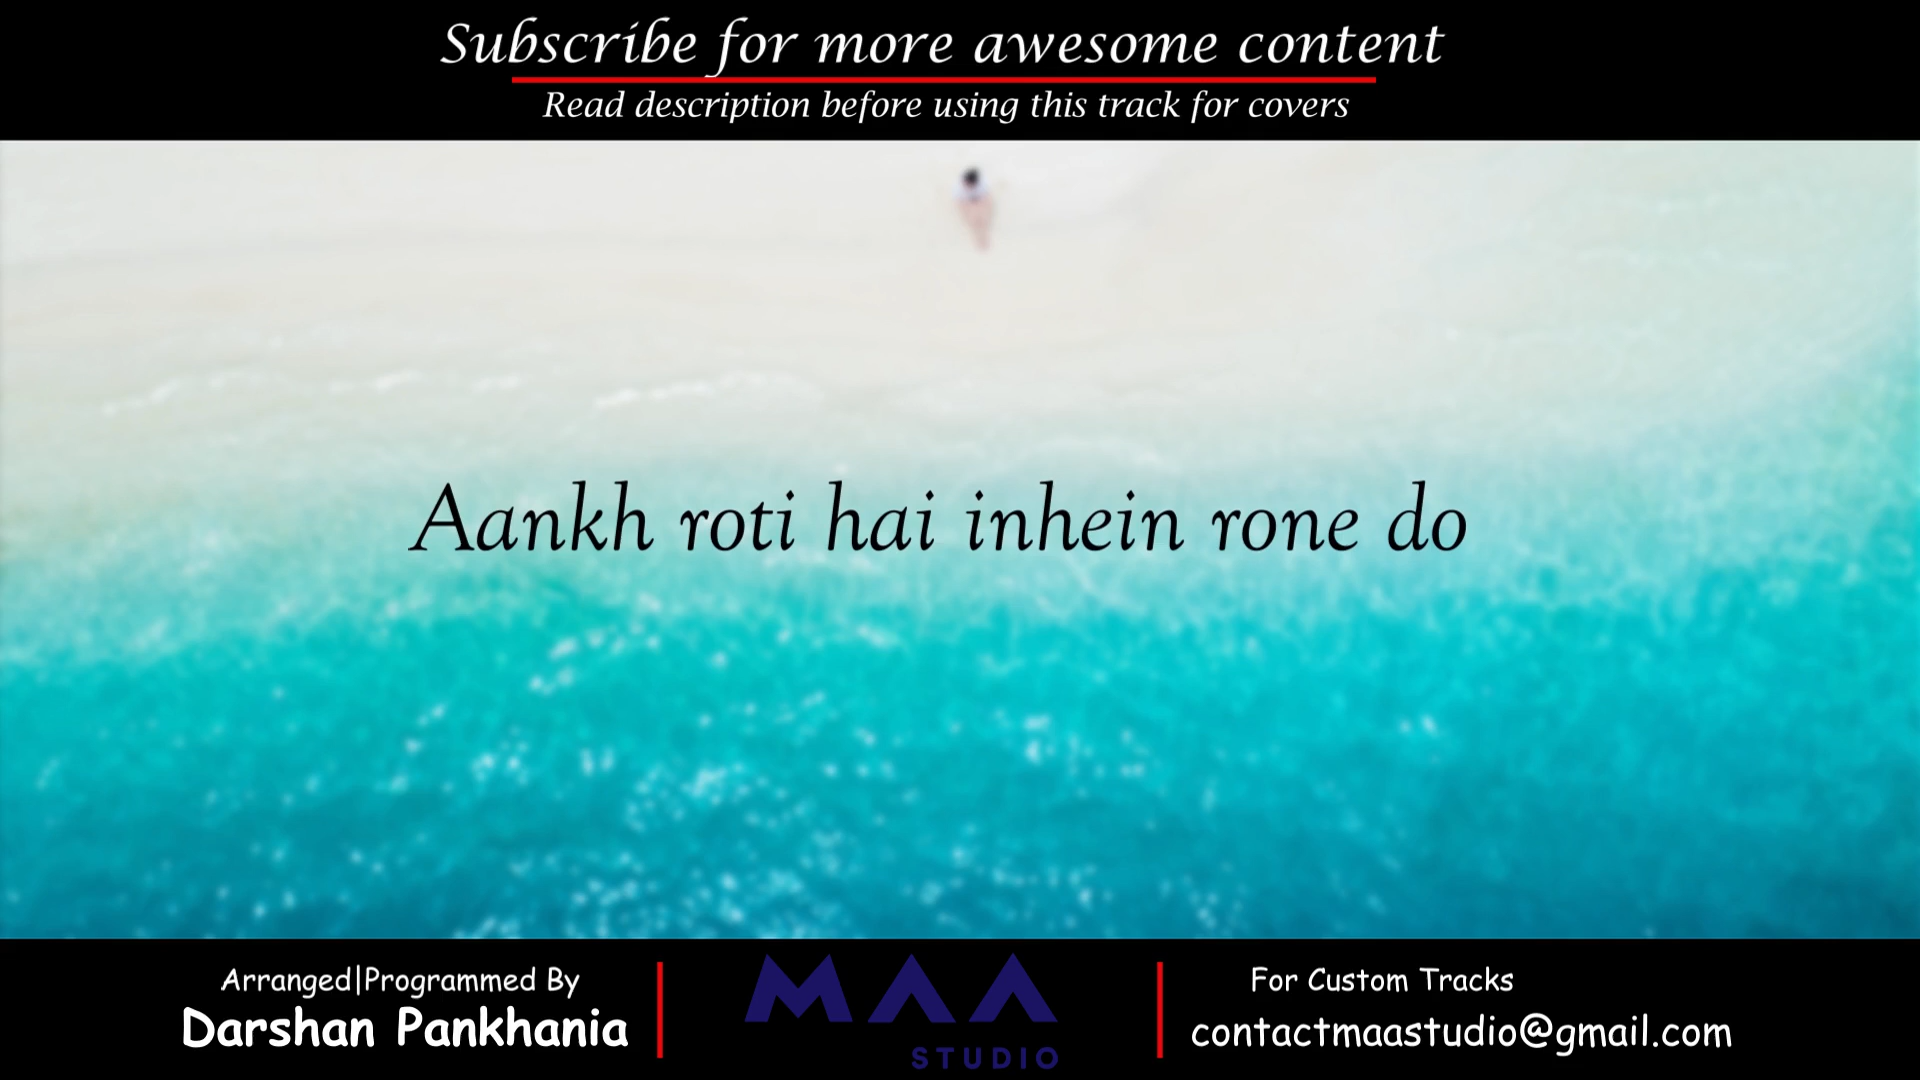 Subscribe for more awesome content
Read description before using this track for covers
Aankh roti hai inhein rone do
Arranged|Programmed By
Darshan Pankhania
MAA
STUDIO
For Custom Tracks
contactmaastudio@gmail.com